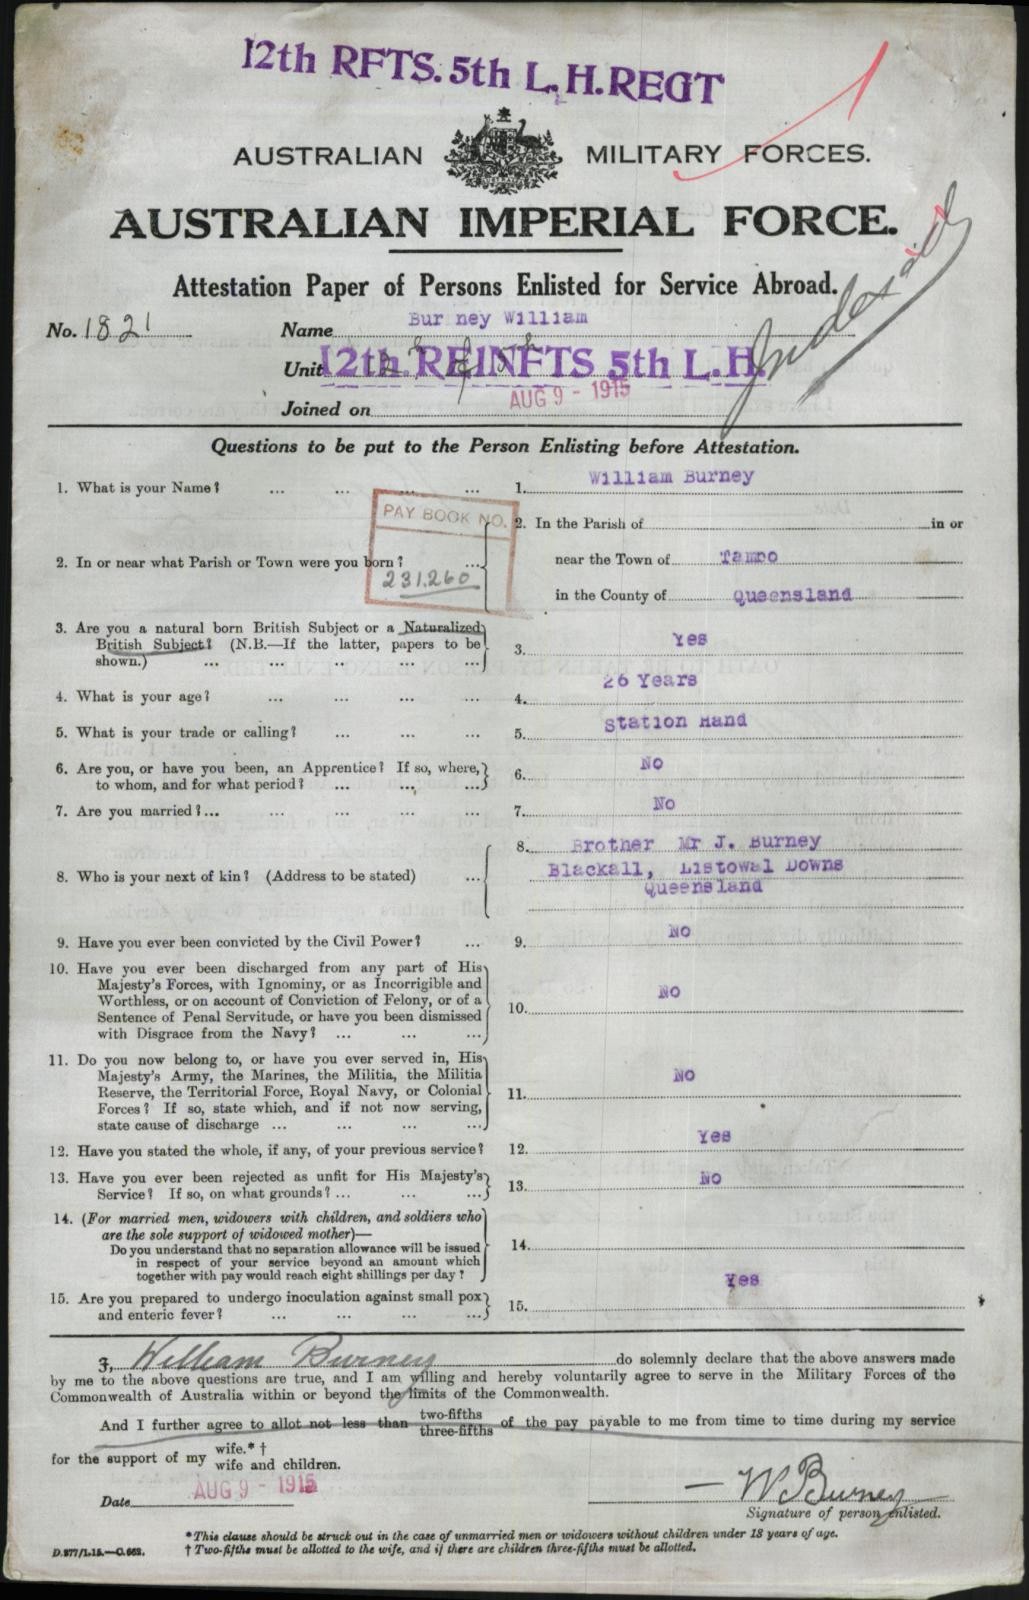 12th RFTS. 5th L.H.REGT
AUSTRALIAN MILITARY FORCES.
AUSTRALIAN IMPERIAL FORCE.
Attestation Paper of Persons Enlisted for Service Abroad.
No. 1821 Name Bur ney William
Unit 12th. REINFTS 5th L.H.
Joined on AUG 9 - 1915
Questions to be put to the Person Enlisting before Attestation.
1. What is your Name? ... ... ... ... 1. William Burney
PAY BOOK NO.
231,260
2. In the Parish of in or
2. In or near what Parish or Town were you born? ... near the Town of Tambo
in the County of Queensland
3. Are you a natural born British Subject or a Naturalized
British Subject? (N.B.—If the latter, papers to be
shown.) ... ... ... ... ... 3. Yes
4. What is your age? ... ... ... ... 4. 26 Years
5. What is your trade or calling? ... ... ... 5. Station Hand
6. Are you, or have you been, an Apprentice? If so, where,
to whom, and for what period? ... ... ... 6. No
7. Are you married?... ... ... ... ... 7. No
8. Brother Mr J. Burney
8. Who is your next of kin? (Address to be stated) ... Blackall, Listowal Downs
Queensland
9. Have you ever been convicted by the Civil Power? ... 9. No
10. Have you ever been discharged from any part of His
Majesty's Forces, with Ignominy, or as Incorrigible and
Worthless, or on account of Conviction of Felony, or of a
Sentence of Penal Servitude, or have you been dismissed
with Disgrace from the Navy? ... ... ... 10. No
11. Do you now belong to, or have you ever served in, His
Majesty's Army, the Marines, the Militia, the Militia
Reserve, the Territorial Force, Royal Navy, or Colonial
Forces? If so, state which, and if not now serving,
state cause of discharge ... ... ... ... 11. No
12. Have you stated the whole, if any, of your previous service? 12. Yes
13. Have you ever been rejected as unfit for His Majesty's
Service? If so, on what grounds? ... ... ... 13. No
14. (For married men, widowers with children, and soldiers who
are the sole support of widowed mother)—
Do you understand that no separation allowance will be issued
in respect of your service beyond an amount which
together with pay would reach eight shillings per day? 14.
15. Are you prepared to undergo inoculation against small pox
and enteric fever? ... ... ... ... 15. Yes
I, William Burney do solemnly declare that the above answers made
by me to the above questions are true, and I am willing and hereby voluntarily agree to serve in the Military Forces of the
Commonwealth of Australia within or beyond the limits of the Commonwealth.
And I further agree to allot not less than two-fifths three-fifths of the pay payable to me from time to time during my service
for the support of my wife.*† wife and children.
Date AUG 9 - 1915 W Burney
Signature of person enlisted.
*This clause should be struck out in the case of unmarried men or widowers without children under 18 years of age.
D.377/1.15.—C.662. † Two-fifths must be allotted to the wife, and if there are children three-fifths must be allotted.